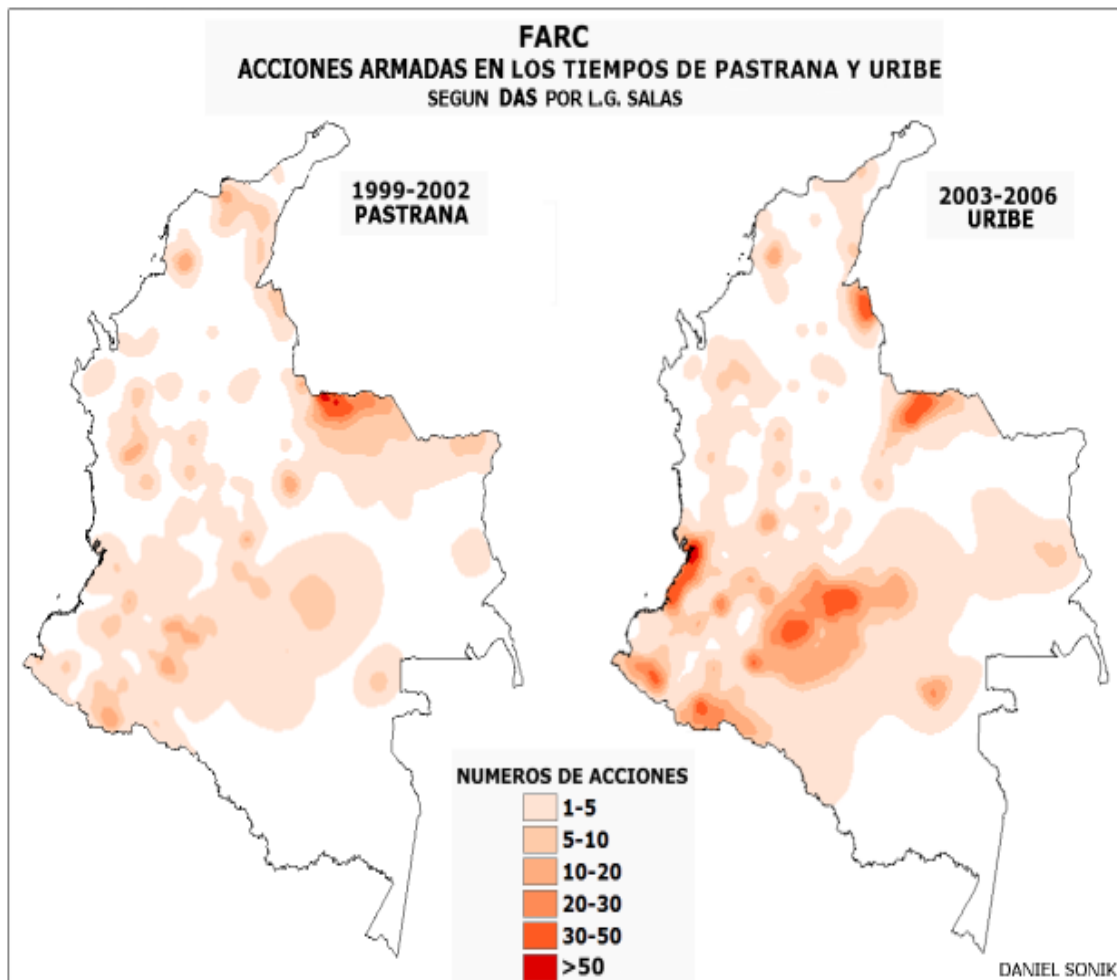 FARC
ACCIONES ARMADAS EN LOS TIEMPOS DE PASTRANA Y URIBE
SEGUN DAS POR L.G. SALAS
1999-2002
PASTRANA
2003-2006
URIBE
NUMEROS DE ACCIONES
1-5
5-10
10-20
20-30
30-50
>50
DANIEL SONIK